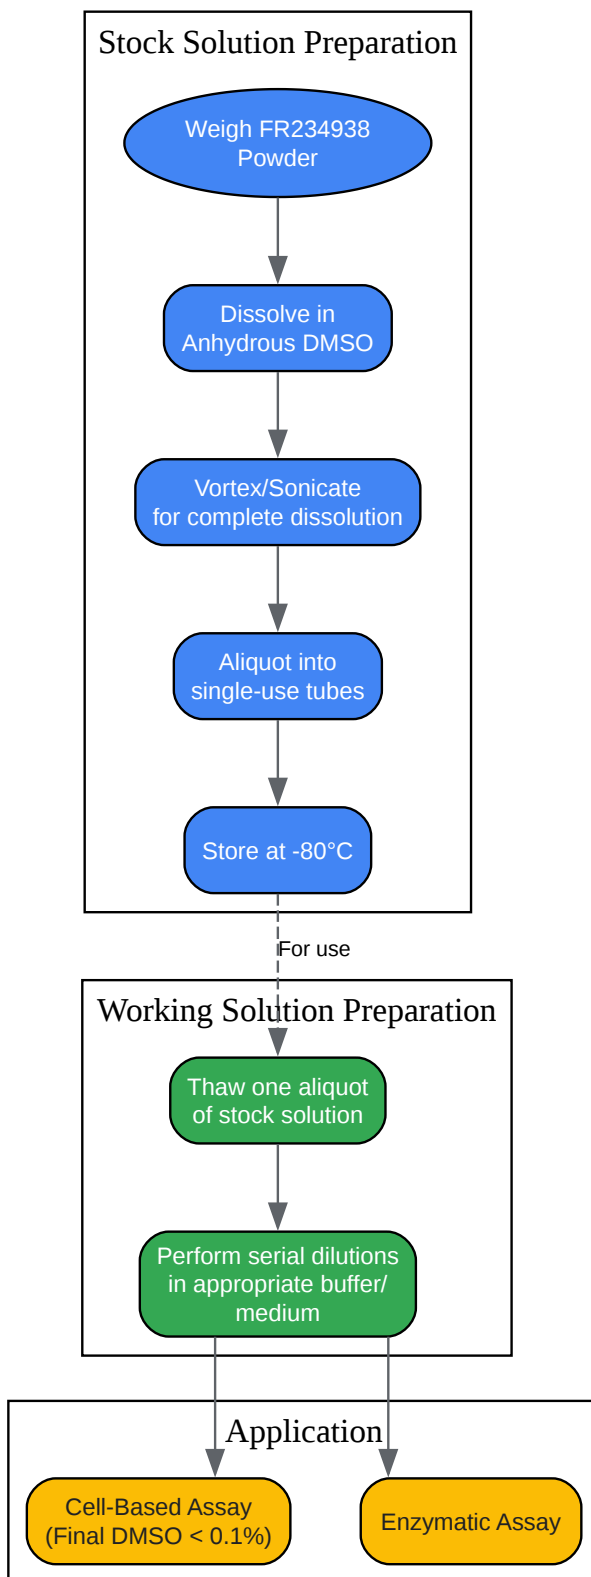 Stock Solution Preparation
Weigh FR234938
Powder
Dissolve in
Anhydrous DMSO
Vortex/Sonicate
for complete dissolution
Aliquot into
single-use tubes
Store at -80°C
For use
Working Solution Preparation
Thaw one aliquot
of stock solution
Perform serial dilutions
in appropriate buffer/
medium
Application
Cell-Based Assay
(Final DMSO < 0.1%)
Enzymatic Assay